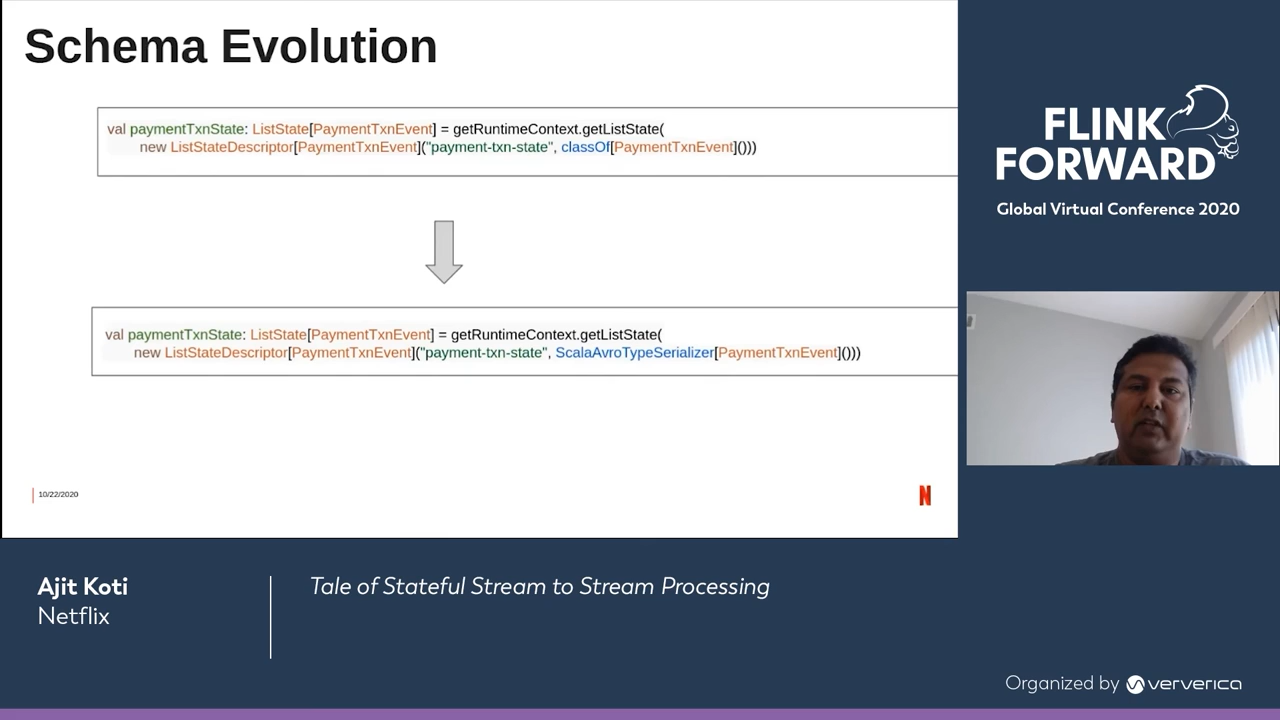 Schema Evolution
val paymentTxnState: ListState[PaymentTxnEvent] = getRuntimeContext.getListState(
new ListStateDescriptor[PaymentTxnEvent]("payment-txn-state", classOf[PaymentTxnEvent]()))
val paymentTxnState: ListState[PaymentTxnEvent] = getRuntimeContext.getListState(
new ListStateDescriptor[PaymentTxnEvent]("payment-txn-state", ScalaAvroTypeSerializer[PaymentTxnEvent]()))
10/22/2020
N
FLINK
FORWARD
Global Virtual Conference 2020
Ajit Koti
Netflix
Tale of Stateful Stream to Stream Processing
Organized by ververica